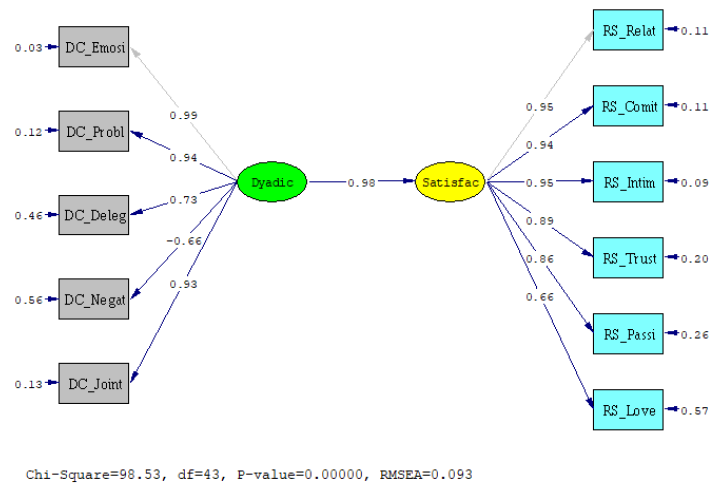 RS_Relat 0.11
0.03 DC_Emosi
0.99 0.95
RS_Comit 0.11
0.12 DC_Probl
0.94 0.94
Dyadic 0.98 Satisfac 0.95 RS_Intim 0.09
0.73
0.46 DC_Deleg
0.89
-0.66
RS_Trust 0.20
0.86
0.93
0.66
0.56 DC_Negat
RS_Passi 0.26
0.13 DC_Joint
RS_Love 0.57
Chi-Square=98.53, df=43, P-value=0.00000, RMSEA=0.093